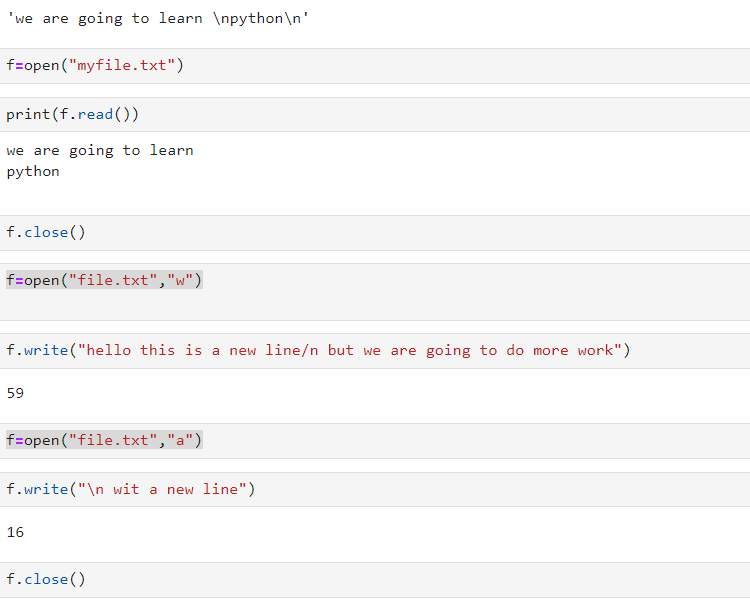 'we are going to learn \npython\n'
f=open("myfile.txt")
print(f.read())
we are going to learn
python
f.close()
f=open("file.txt","w")
f.write("hello this is a new line/n but we are going to do more work")
59
f=open("file.txt","a")
f.write("\n wit a new line")
16
f.close()